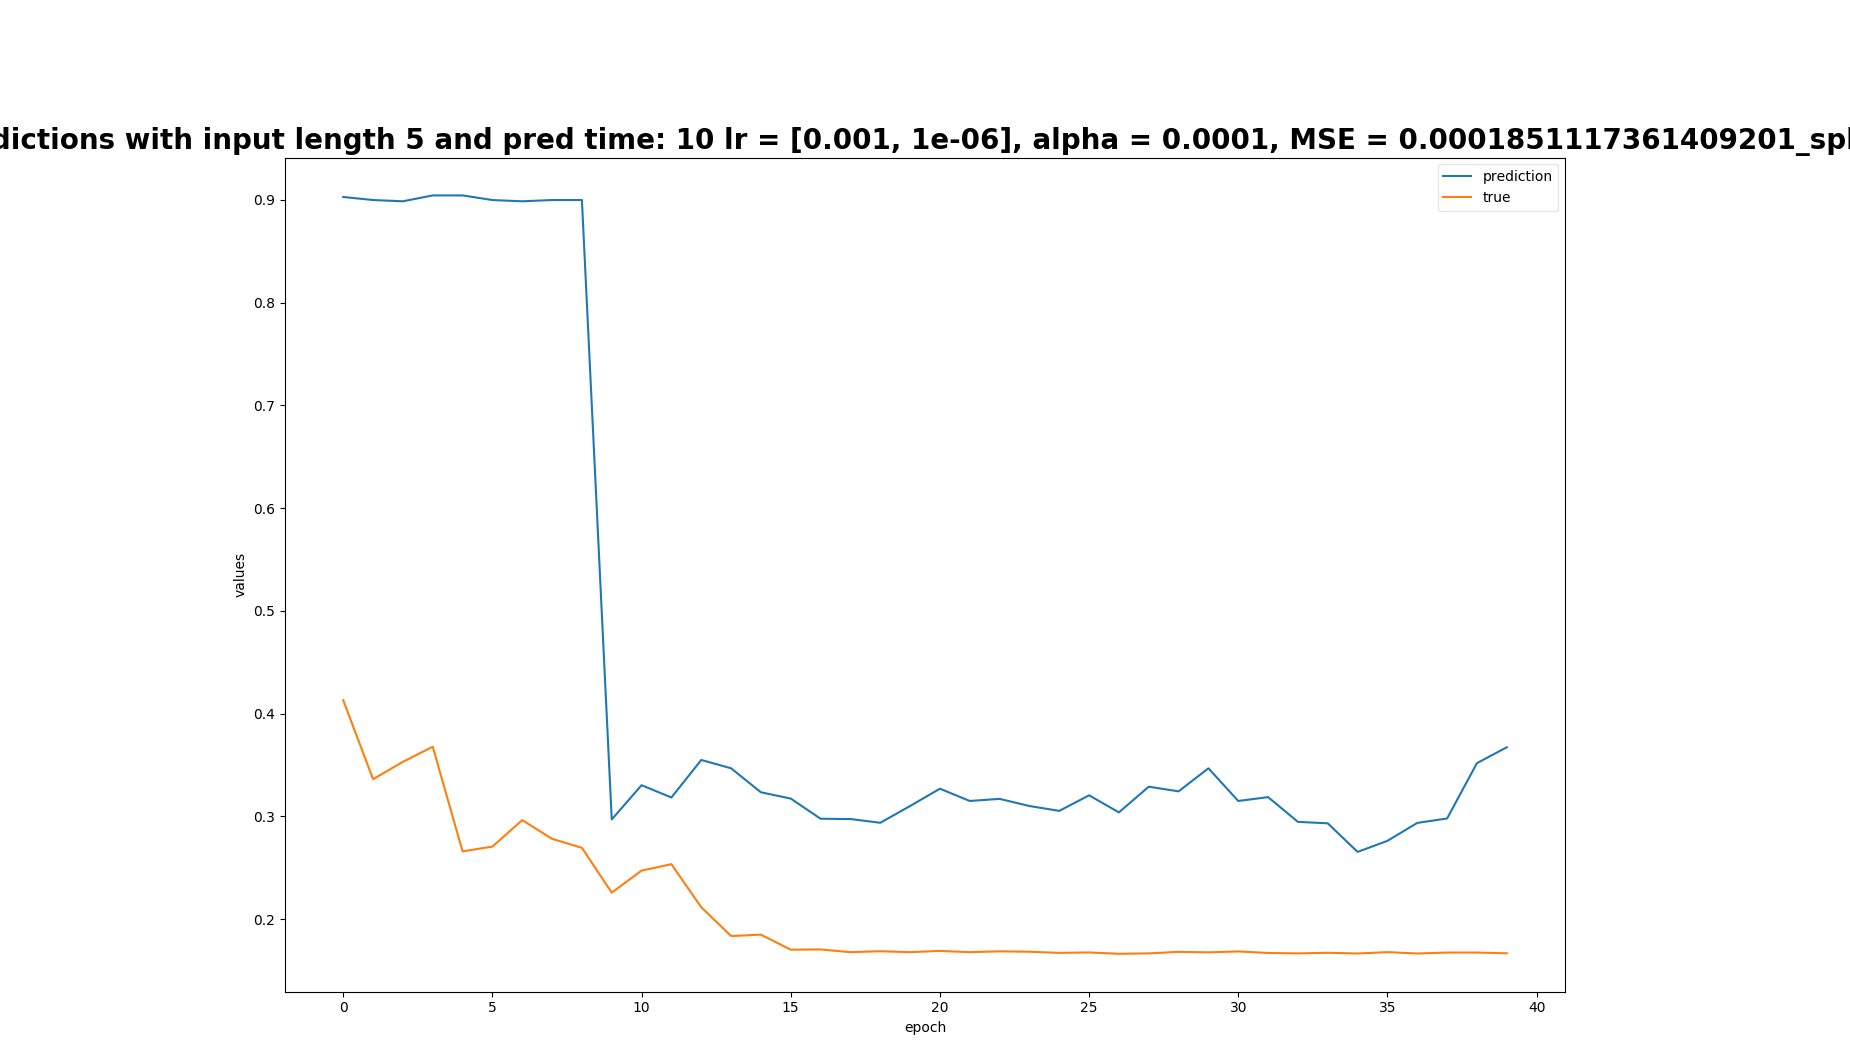 dictions with input length 5 and pred time: 10 lr = [0.001, 1e-06], alpha = 0.0001, MSE = 0.0001851117361409201_sph
prediction
true
0.9
0.8
0.7
0.6
0.5
0.4
0.3
0.2
values
0 5 10 15 20 25 30 35 40
epoch